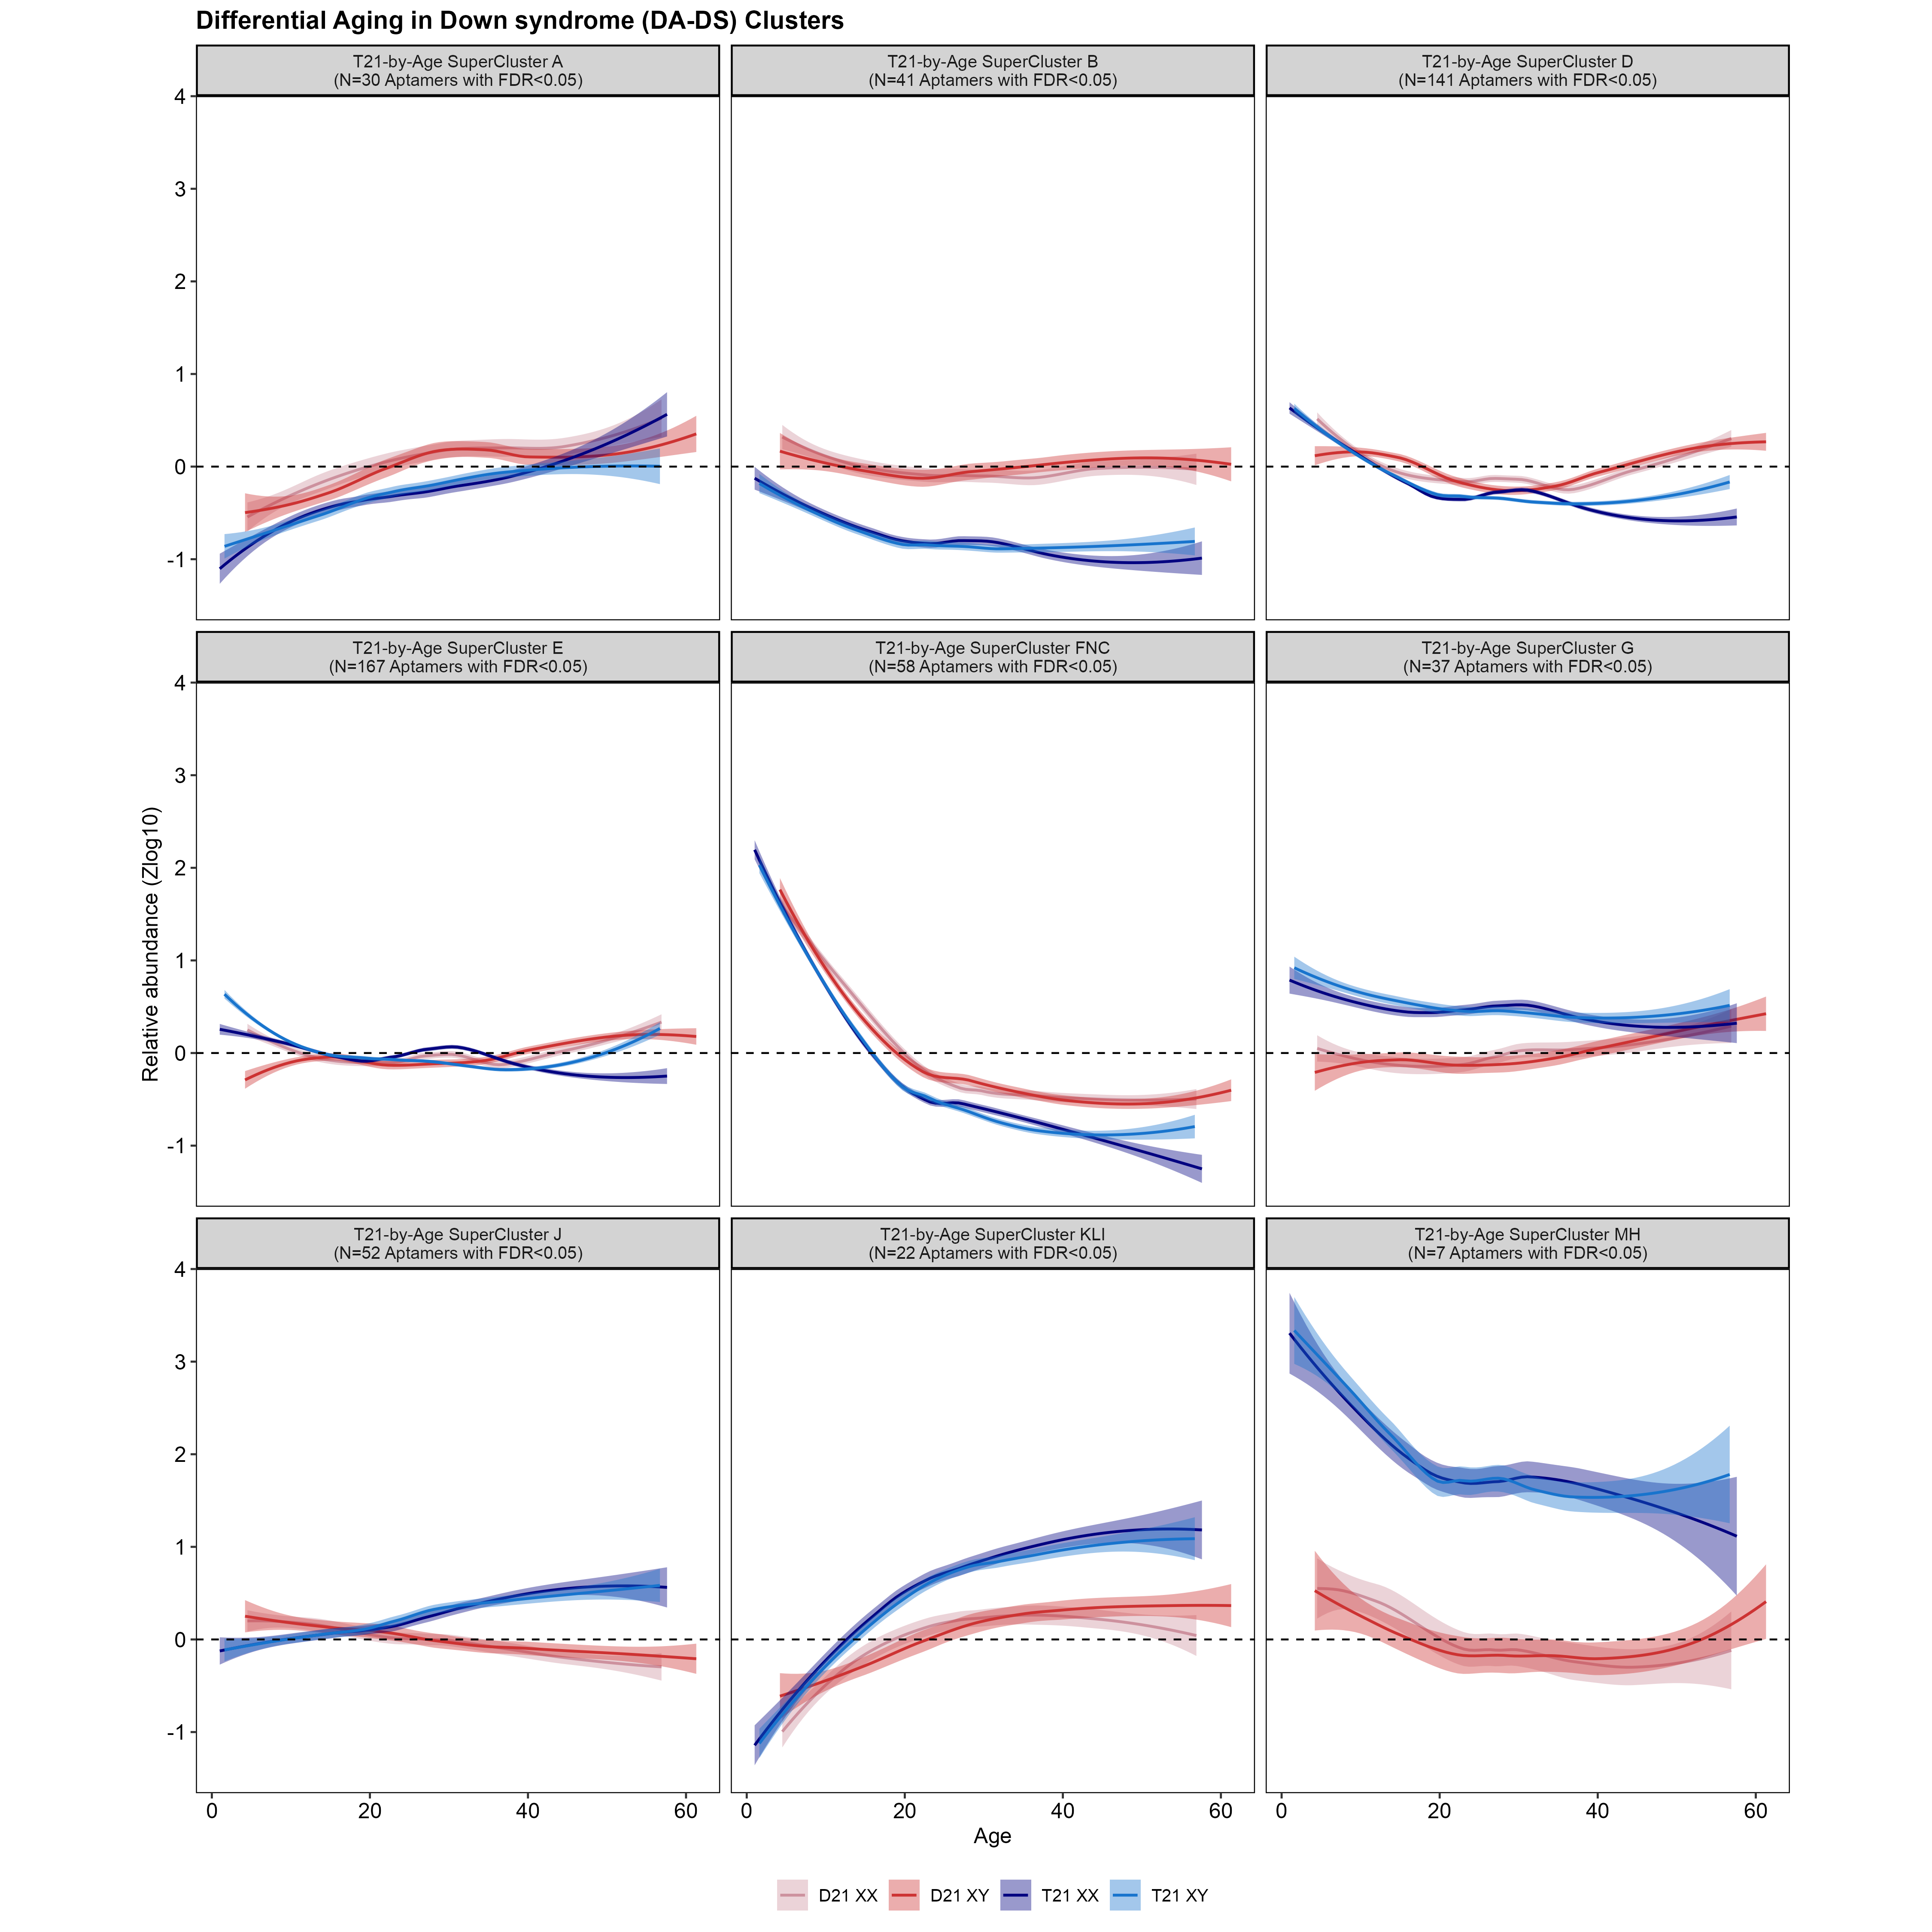 Differential Aging in Down syndrome (DA-DS) Clusters
T21-by-Age SuperCluster A
(N=30 Aptamers with FDR<0.05)
T21-by-Age SuperCluster B
(N=41 Aptamers with FDR<0.05)
T21-by-Age SuperCluster D
(N=141 Aptamers with FDR<0.05)
4
3
2
1
0
-1
T21-by-Age SuperCluster E
(N=167 Aptamers with FDR<0.05)
T21-by-Age SuperCluster FNC
(N=58 Aptamers with FDR<0.05)
T21-by-Age SuperCluster G
(N=37 Aptamers with FDR<0.05)
4
3
2
1
0
-1
Relative abundance (Zlog10)
T21-by-Age SuperCluster J
(N=52 Aptamers with FDR<0.05)
T21-by-Age SuperCluster KLI
(N=22 Aptamers with FDR<0.05)
T21-by-Age SuperCluster MH
(N=7 Aptamers with FDR<0.05)
4
3
2
1
0
-1
0 20 40 60
0 20 40 60
0 20 40 60
Age
D21 XX D21 XY T21 XX T21 XY